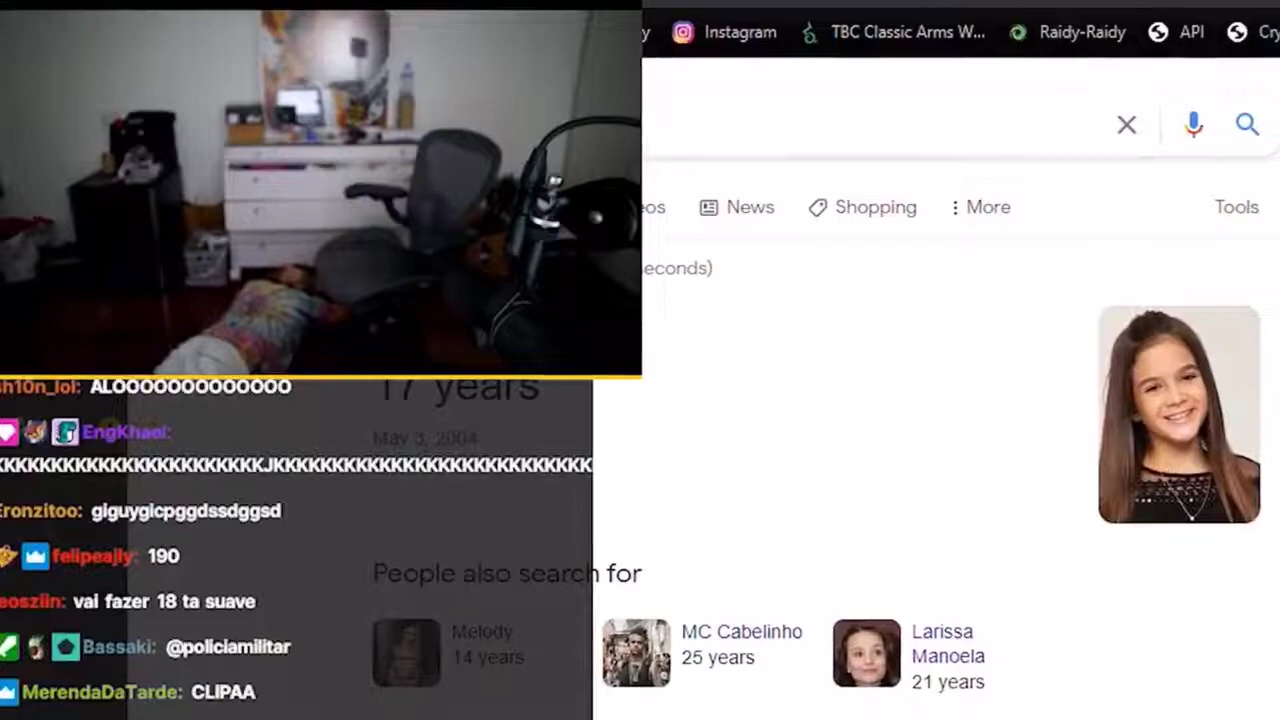 Instagram
TBC Classic Arms W...
Raidy-Raidy
API
News
Shopping
More
Tools
econds)
17 years
May 3, 2004
sh10n_lol: ALOOOOOOOOOOOOO
EngKhael:
Eronzitoo: giguygicpggdssdggsd
felipeajly: 190
eosziin: vai fazer 18 ta suave
Bassaki: @policiamilitar
MerendaDaTarde: CLIPAA
People also search for
Melody
14 years
MC Cabelinho
25 years
Larissa
Manoela
21 years